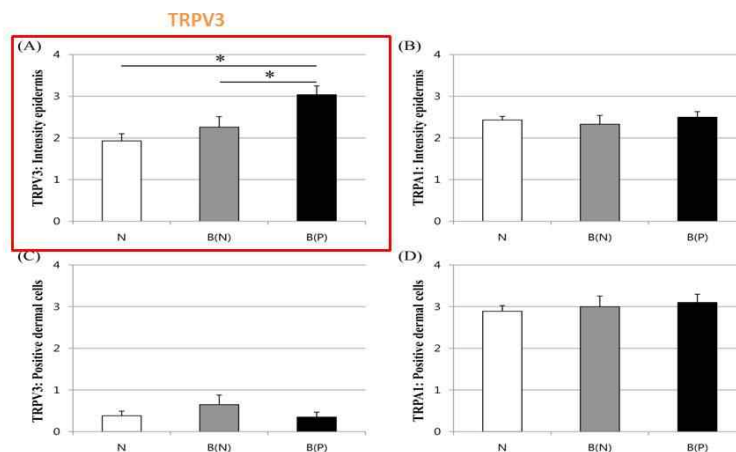 TRPV3
(A)
*
*
TRPV3: Intensity epidermis
4
3
2
1
0
N B(N) B(P)
(B)
TRPA1: Intensity epidermis
4
3
2
1
0
N B(N) B(P)
(C)
TRPV3: Positive dermal cells
4
3
2
1
0
N B(N) B(P)
(D)
TRPA1: Positive dermal cells
4
3
2
1
0
N B(N) B(P)